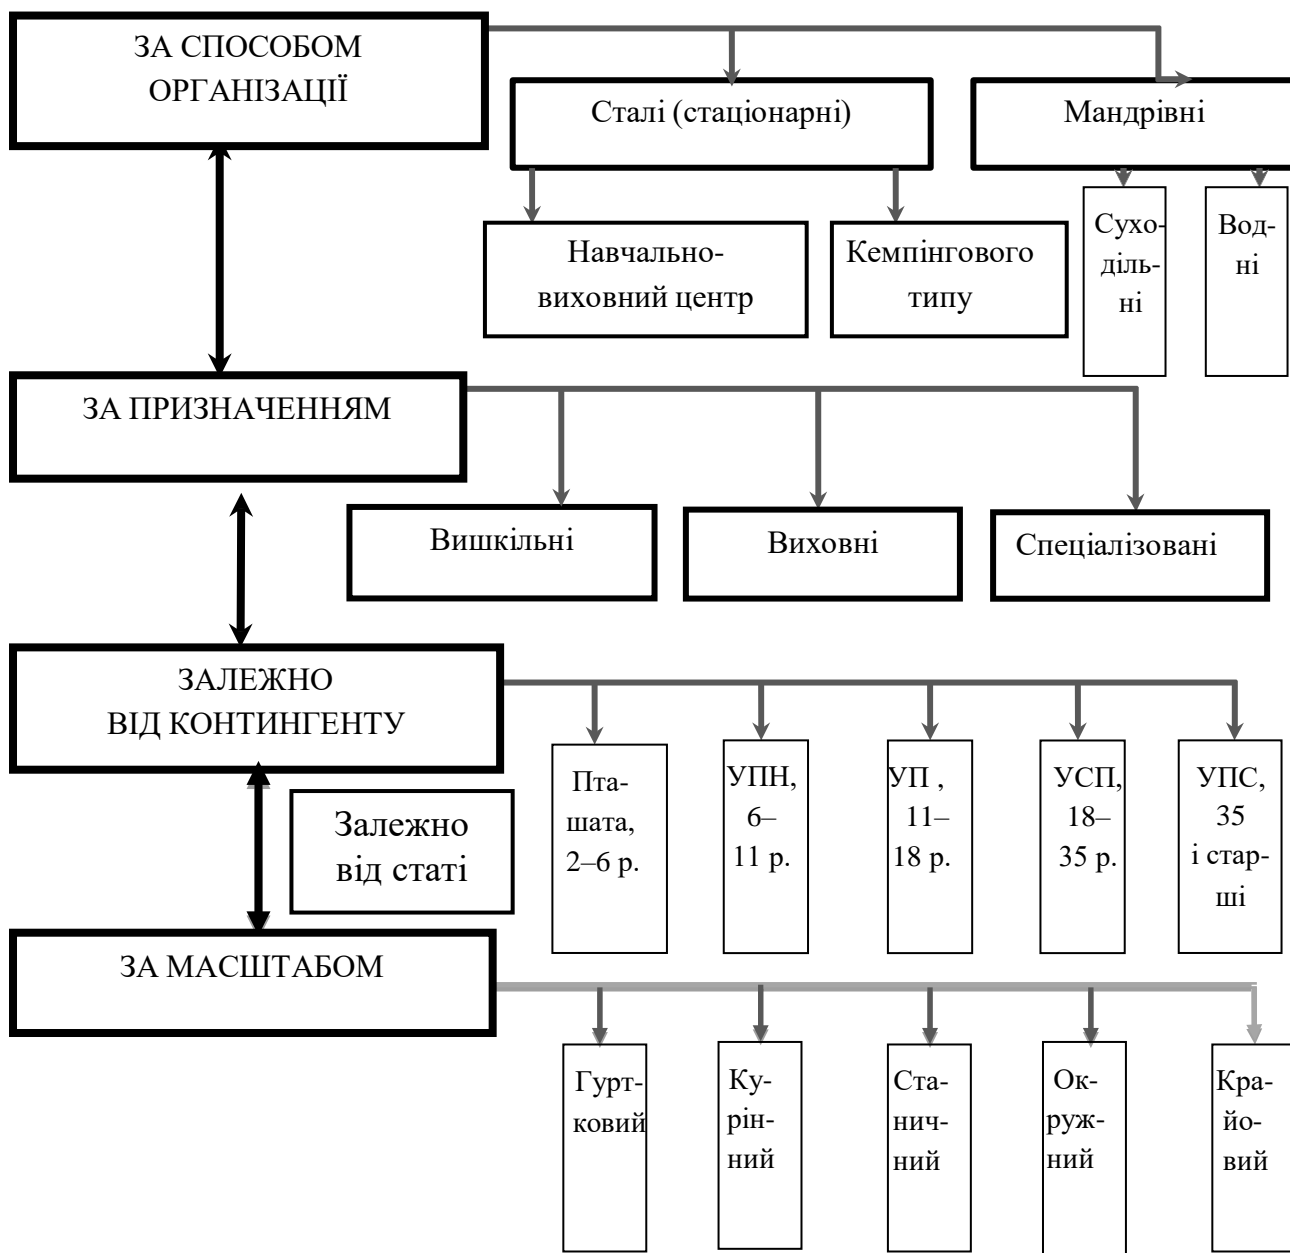 ЗА СПОСОБОМ
ОРГАНІЗАЦІЇ
Сталі (стаціонарні)
Мандрівні
Навчально-
виховний центр
Кемпінгового
типу
Сухо-
діль-
ні
Вод-
ні
ЗА ПРИЗНАЧЕННЯМ
Вишкільні
Виховні
Спеціалізовані
ЗАЛЕЖНО
ВІД КОНТИНГЕНТУ
Пта-
шата,
2–6 р.
УПН,
6–
11 р.
УП ,
11–
18 р.
УСП,
18–
35 р.
УПС,
35
і стар-
ші
Залежно
від статі
ЗА МАСШТАБОМ
Гурт-
ковий
Ку-
рін-
ний
Ста-
нич-
ний
Ок-
руж-
ний
Кра-
йо-
вий